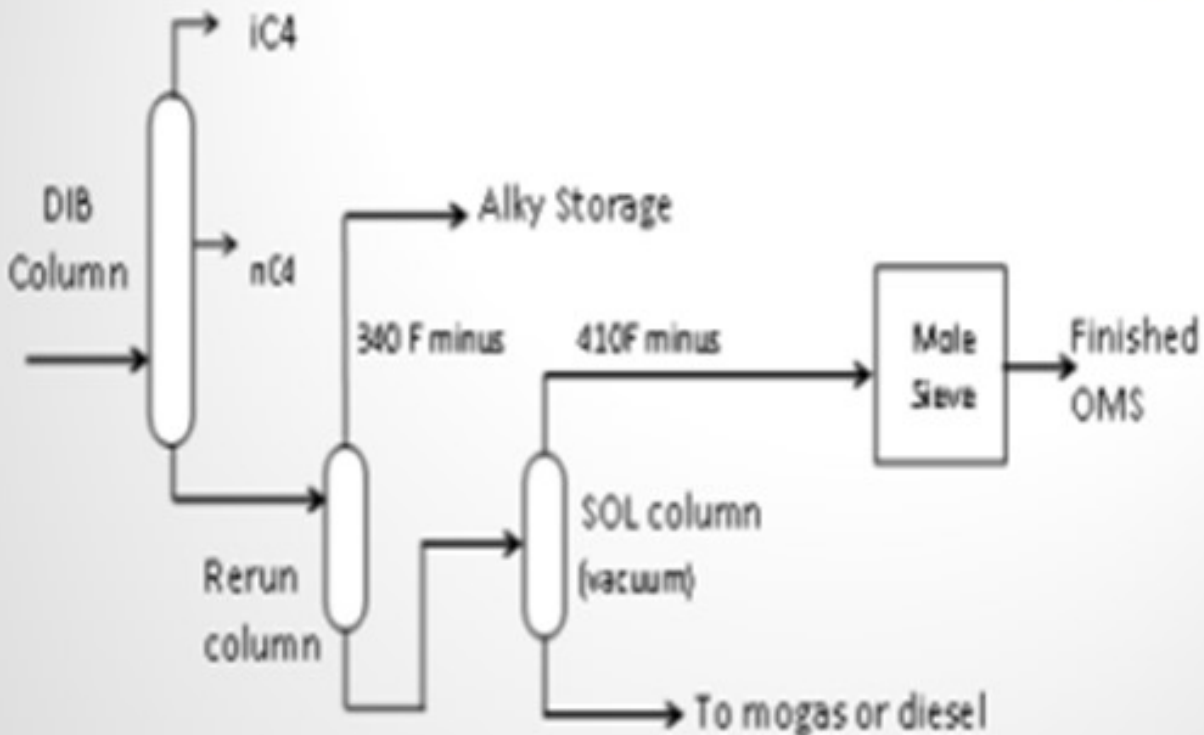 iC4
DIB
Column
nC4
Alky Storage
340 F minus
410F minus
Mole
Sieve
Finished
OMS
Rerun
column
SOL column
(vacuum)
To mogas or diesel